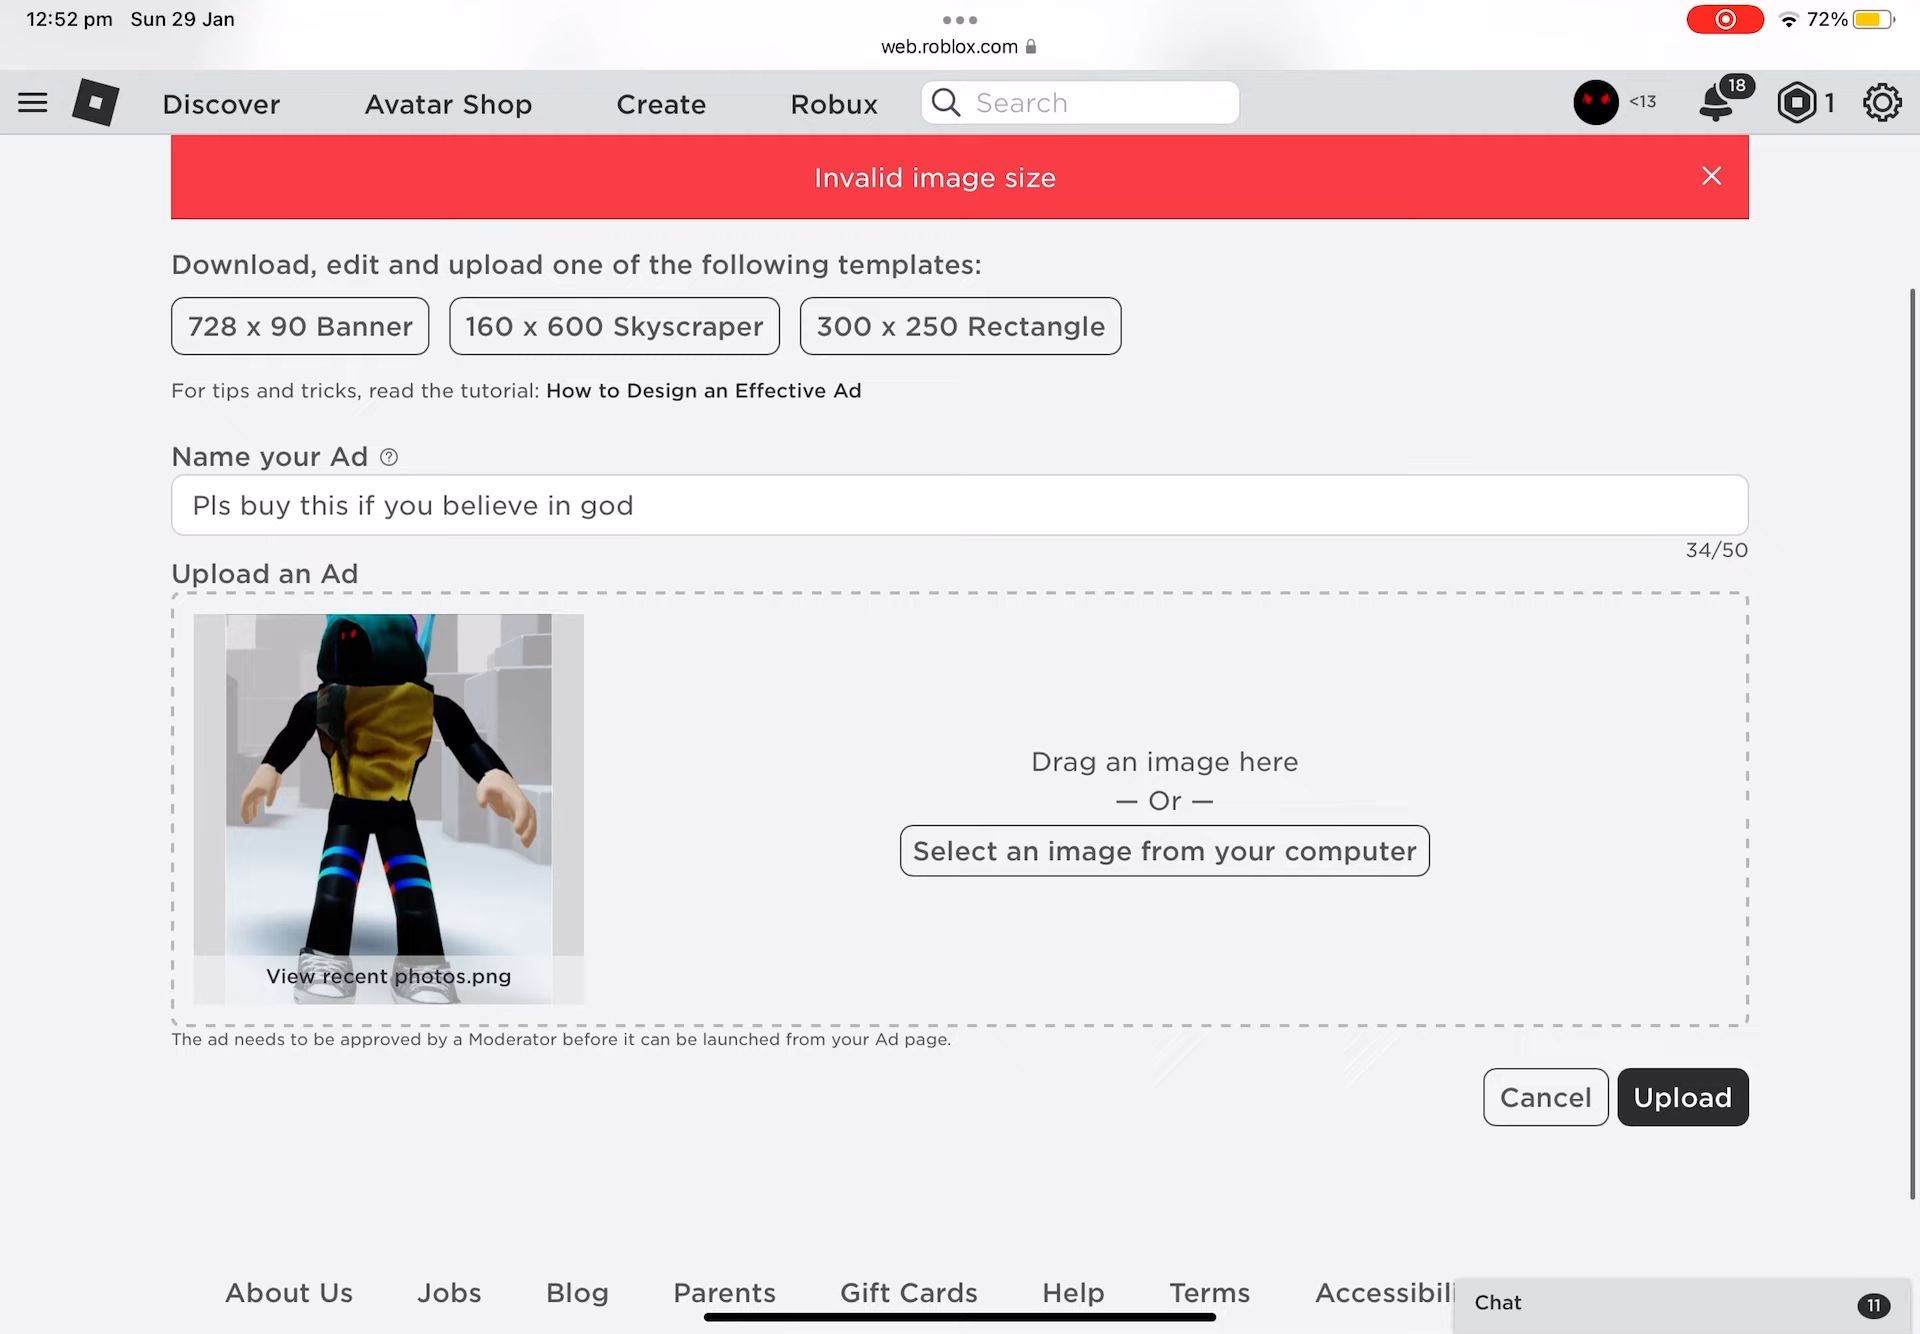 12:52 pm Sun 29 Jan
72%
web.roblox.com
Discover Avatar Shop Create Robux Search <13 18 1
Invalid image size
Download, edit and upload one of the following templates:
728 x 90 Banner 160 x 600 Skyscraper 300 x 250 Rectangle
For tips and tricks, read the tutorial: How to Design an Effective Ad
Name your Ad
Pls buy this if you believe in god
34/50
Upload an Ad
Drag an image here
— Or —
Select an image from your computer
View recent photos.png
The ad needs to be approved by a Moderator before it can be launched from your Ad page.
Cancel Upload
About Us Jobs Blog Parents Gift Cards Help Terms Accessibili
Chat 11